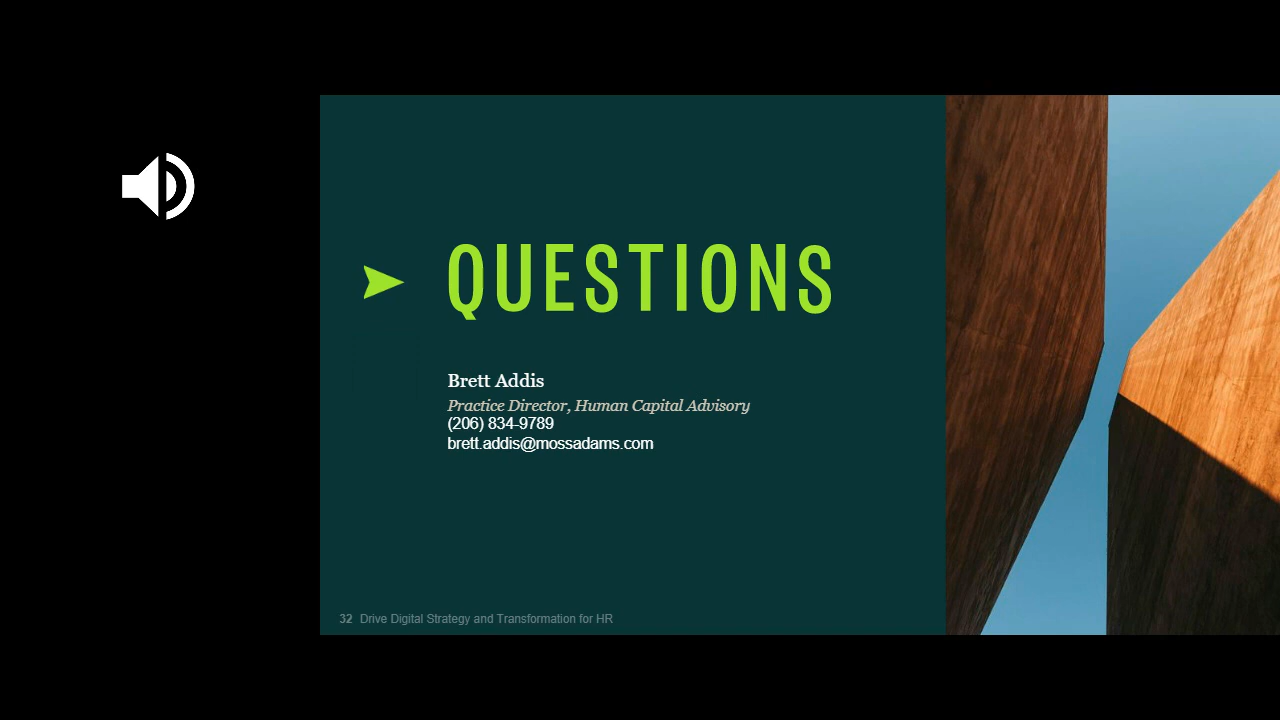 QUESTIONS
Brett Addis
Practice Director, Human Capital Advisory
(206) 834-9789
brett.addis@mossadams.com
32 Drive Digital Strategy and Transformation for HR